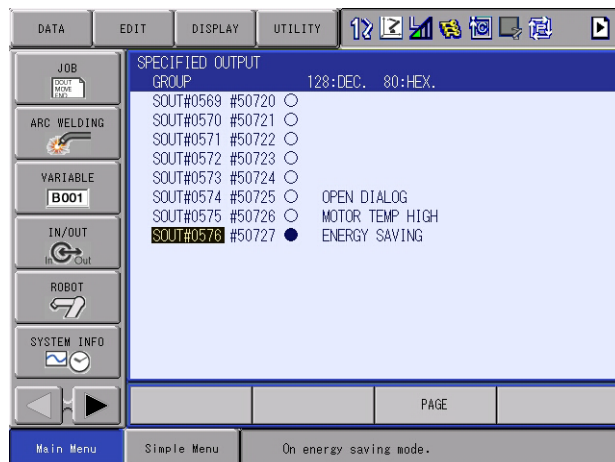 DATA EDIT DISPLAY UTILITY
JOB
DOUT
MOVE
END
ARC WELDING
VARIABLE
B001
IN/OUT
In Out
ROBOT
SYSTEM INFO
SPECIFIED OUTPUT
GROUP 128:DEC. 80:HEX.
SOUT#0569 #50720
SOUT#0570 #50721
SOUT#0571 #50722
SOUT#0572 #50723
SOUT#0573 #50724
SOUT#0574 #50725 OPEN DIALOG
SOUT#0575 #50726 MOTOR TEMP HIGH
SOUT#0576 #50727 ENERGY SAVING
PAGE
Main Menu Simple Menu On energy saving mode.